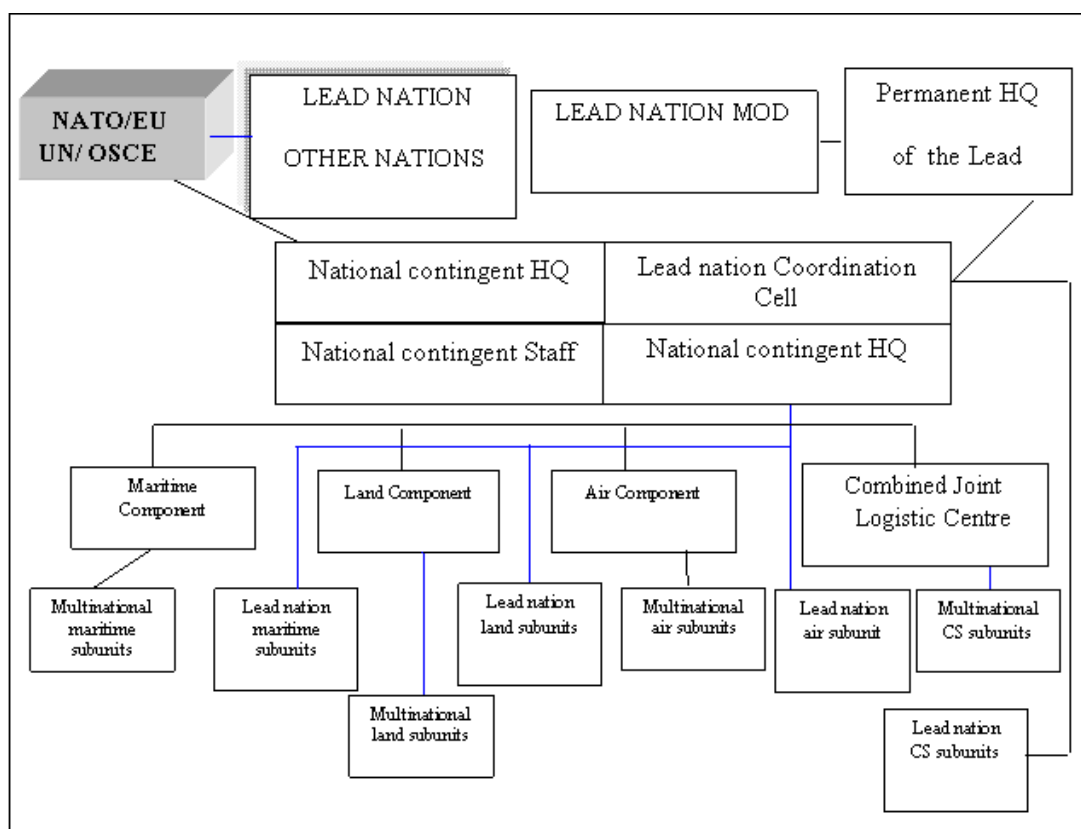 NATO/EU
UN/ OSCE
LEAD NATION
OTHER NATIONS
LEAD NATION MOD
Permanent HQ
of the Lead
National contingent HQ
Lead nation Coordination
Cell
National contingent Staff
National contingent HQ
Maritime
Component
Land Component
Air Component
Combined Joint
Logistic Centre
Multinational
maritime
subunits
Lead nation
maritime
subunits
Lead nation
land subunits
Multinational
air subunits
Lead nation
air subunit
Multinational
CS subunits
Multinational
land subunits
Lead nation
CS subunits